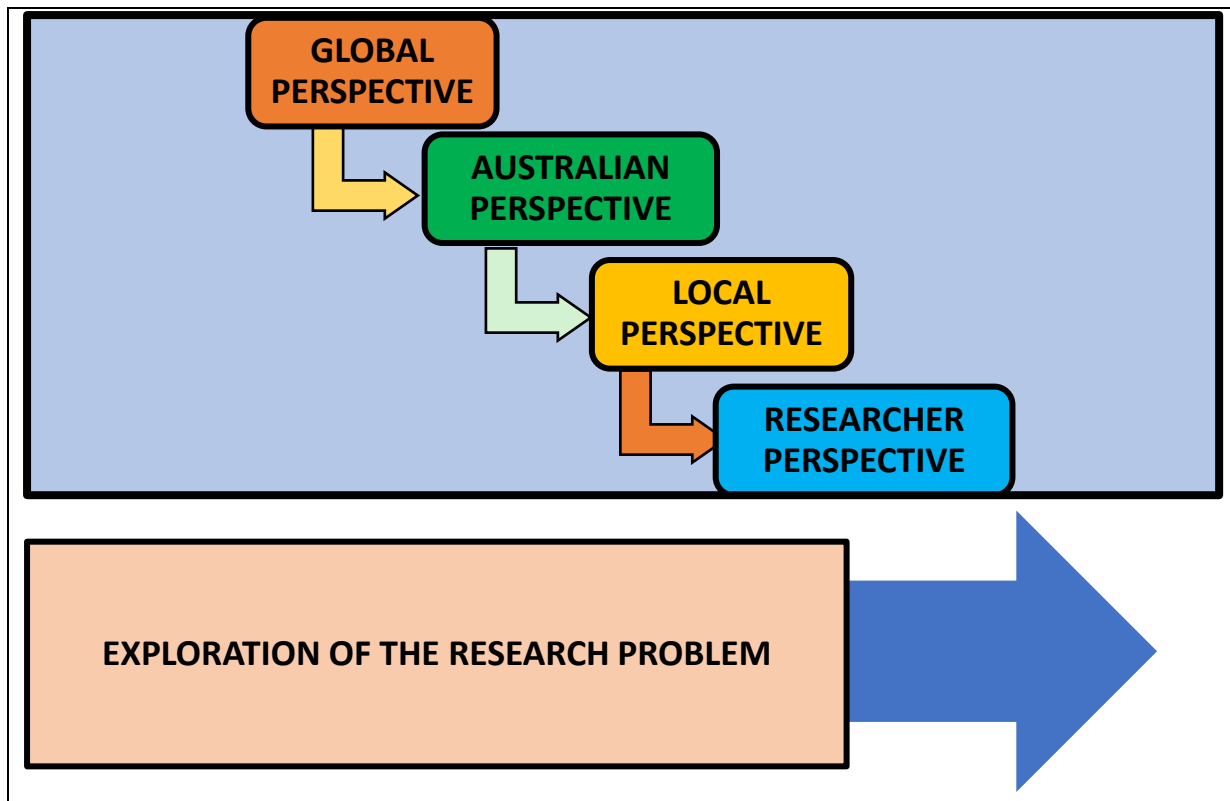 GLOBAL
PERSPECTIVE
AUSTRALIAN
PERSPECTIVE
LOCAL
PERSPECTIVE
RESEARCHER
PERSPECTIVE
EXPLORATION OF THE RESEARCH PROBLEM